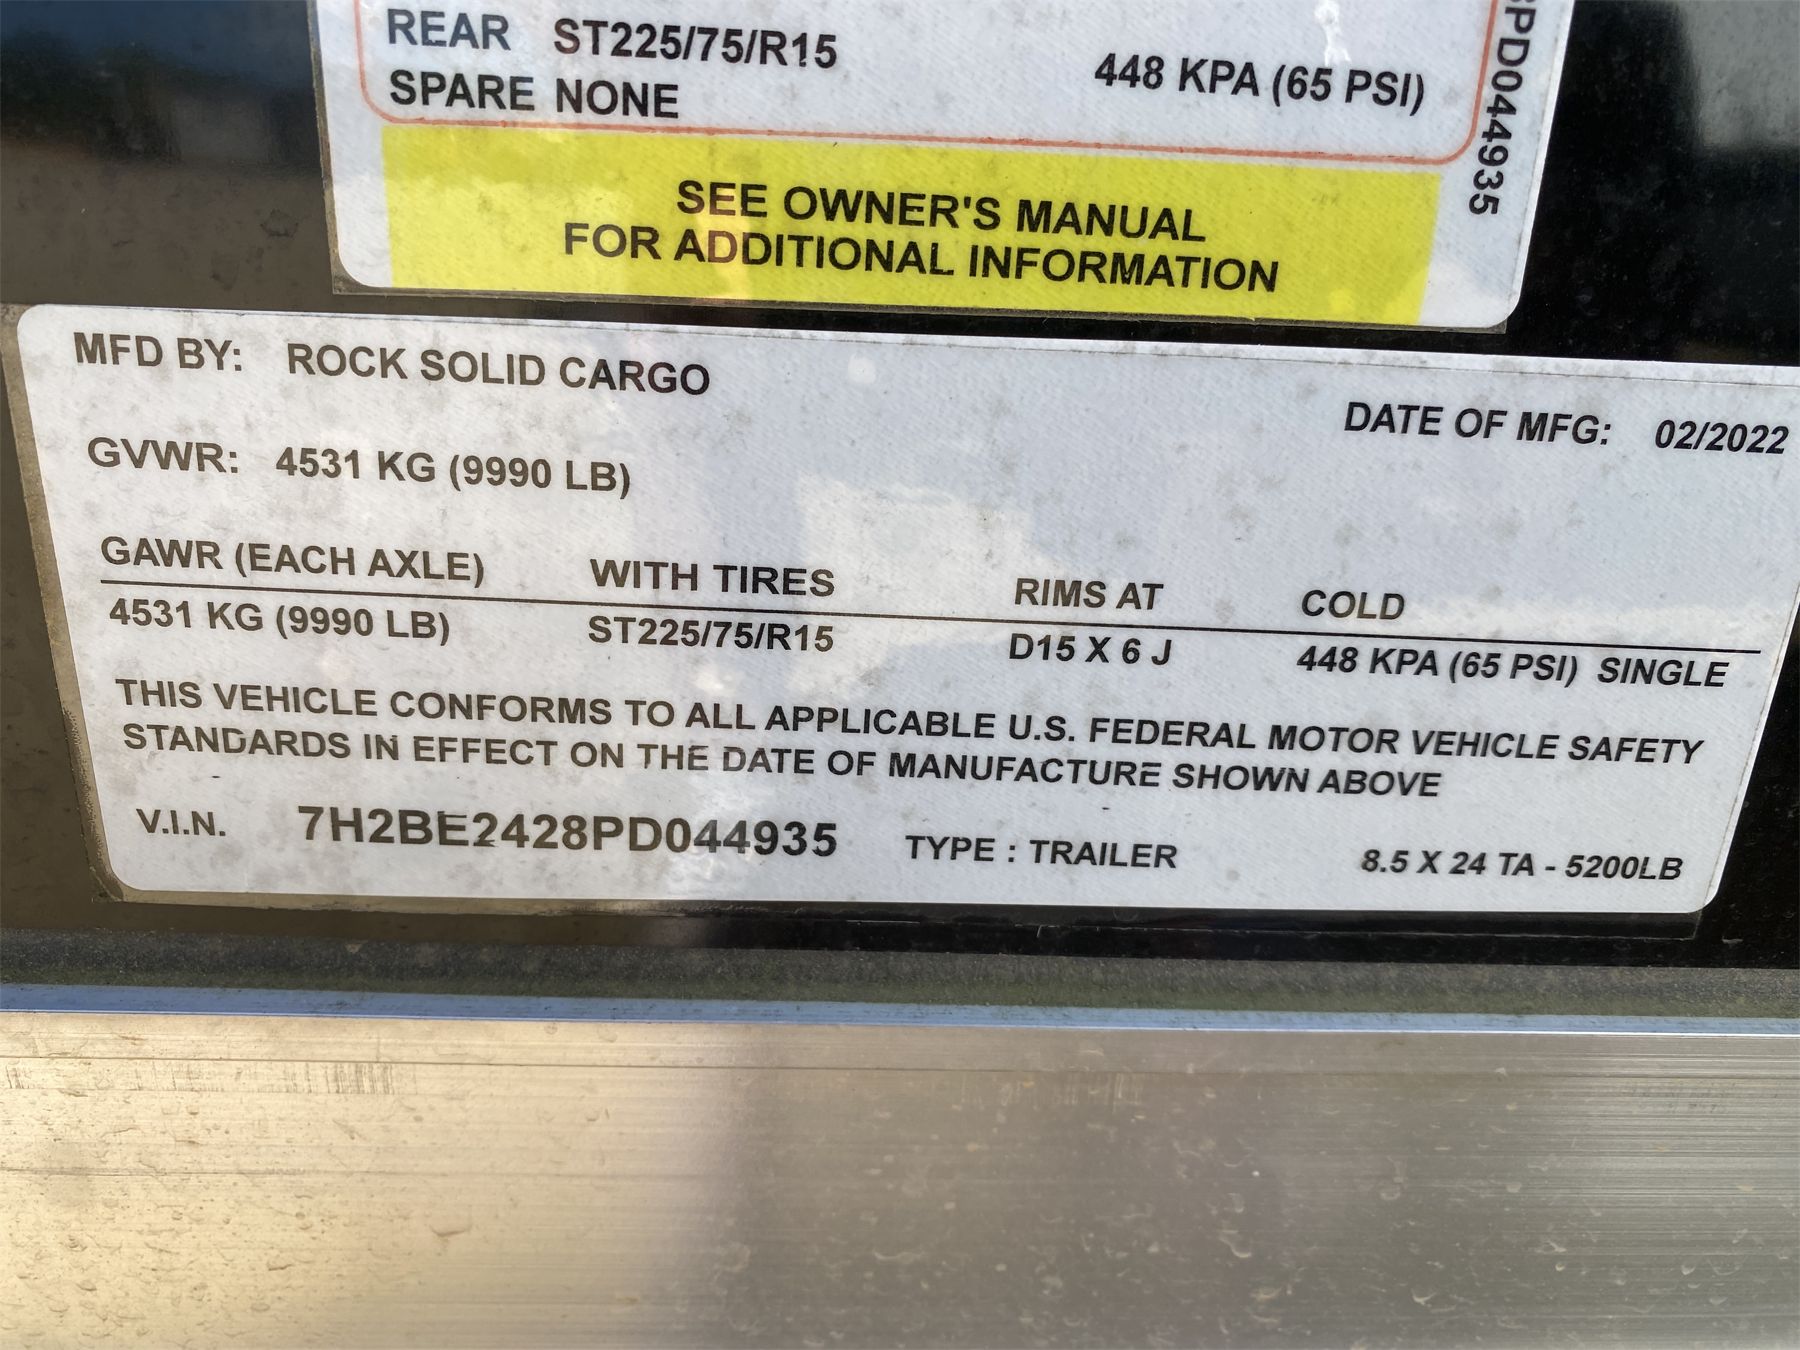 REAR ST225/75/R15 448 KPA (65 PSI)
SPARE NONE
PD044935
SEE OWNER'S MANUAL
FOR ADDITIONAL INFORMATION
MFD BY: ROCK SOLID CARGO
DATE OF MFG: 02/2022
GVWR: 4531 KG (9990 LB)
GAWR (EACH AXLE) WITH TIRES RIMS AT COLD
4531 KG (9990 LB) ST225/75/R15 D15 X 6 J 448 KPA (65 PSI) SINGLE
THIS VEHICLE CONFORMS TO ALL APPLICABLE U.S. FEDERAL MOTOR VEHICLE SAFETY
STANDARDS IN EFFECT ON THE DATE OF MANUFACTURE SHOWN ABOVE
V.I.N. 7H2BE2428PD044935 TYPE : TRAILER 8.5 X 24 TA - 5200LB